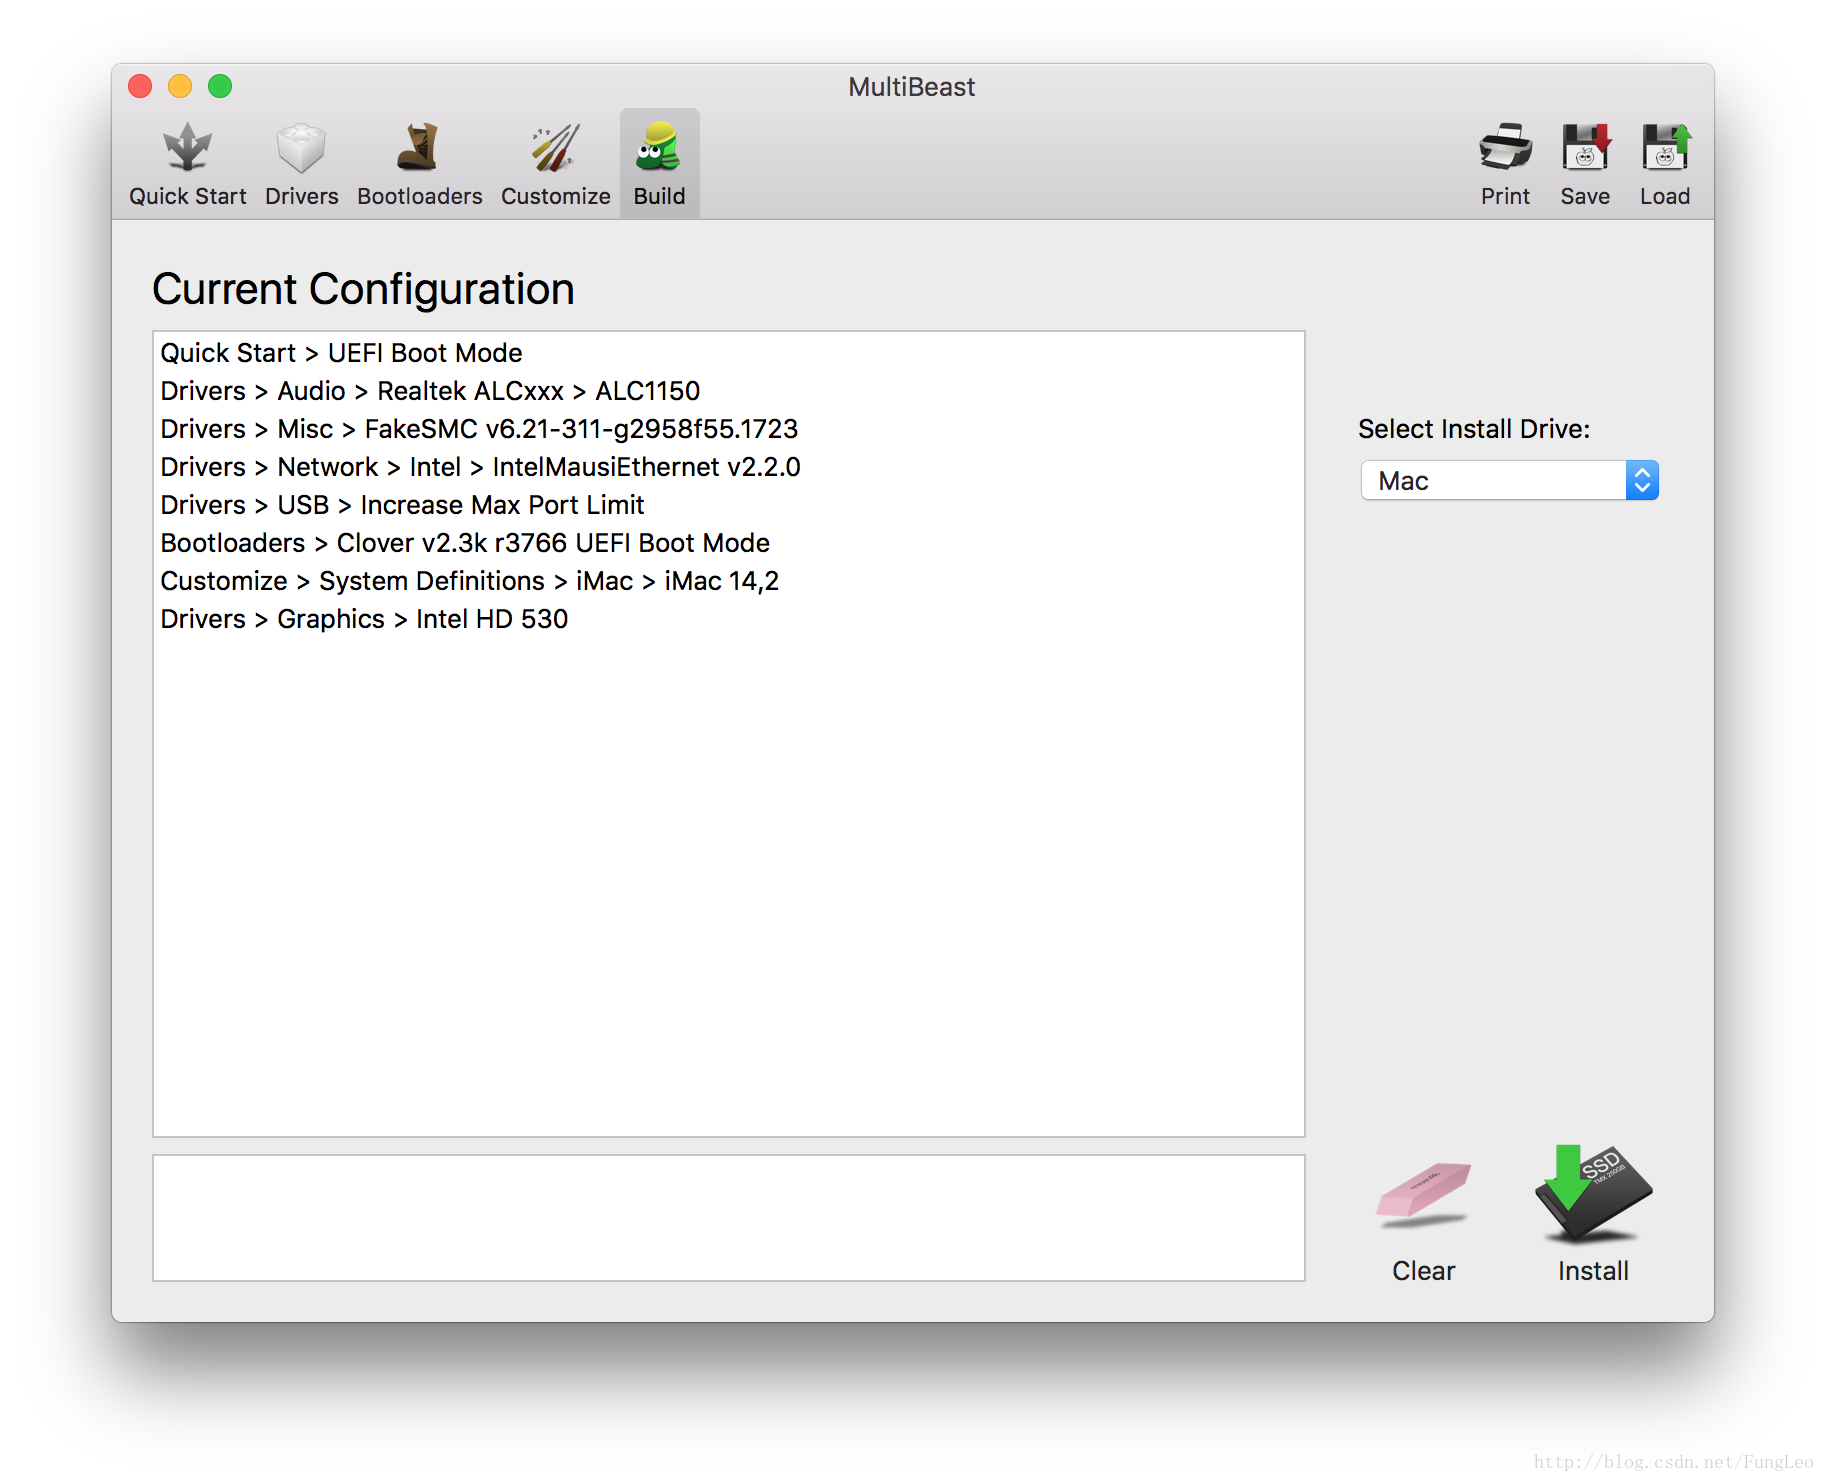 MultiBeast
Quick Start
Drivers
Bootloaders
Customize
Build
Print
Save
Load
Current Configuration
Quick Start > UEFI Boot Mode
Drivers > Audio > Realtek ALCxxx > ALC1150
Drivers > Misc > FakeSMC v6.21-311-g2958f55.1723
Drivers > Network > Intel > IntelMausiEthernet v2.2.0
Drivers > USB > Increase Max Port Limit
Bootloaders > Clover v2.3k r3766 UEFI Boot Mode
Customize > System Definitions > iMac > iMac 14,2
Drivers > Graphics > Intel HD 530
Select Install Drive:
Mac
SSD
TMX 250GB
Clear
Install
http://blog.csdn.net/FungLeo